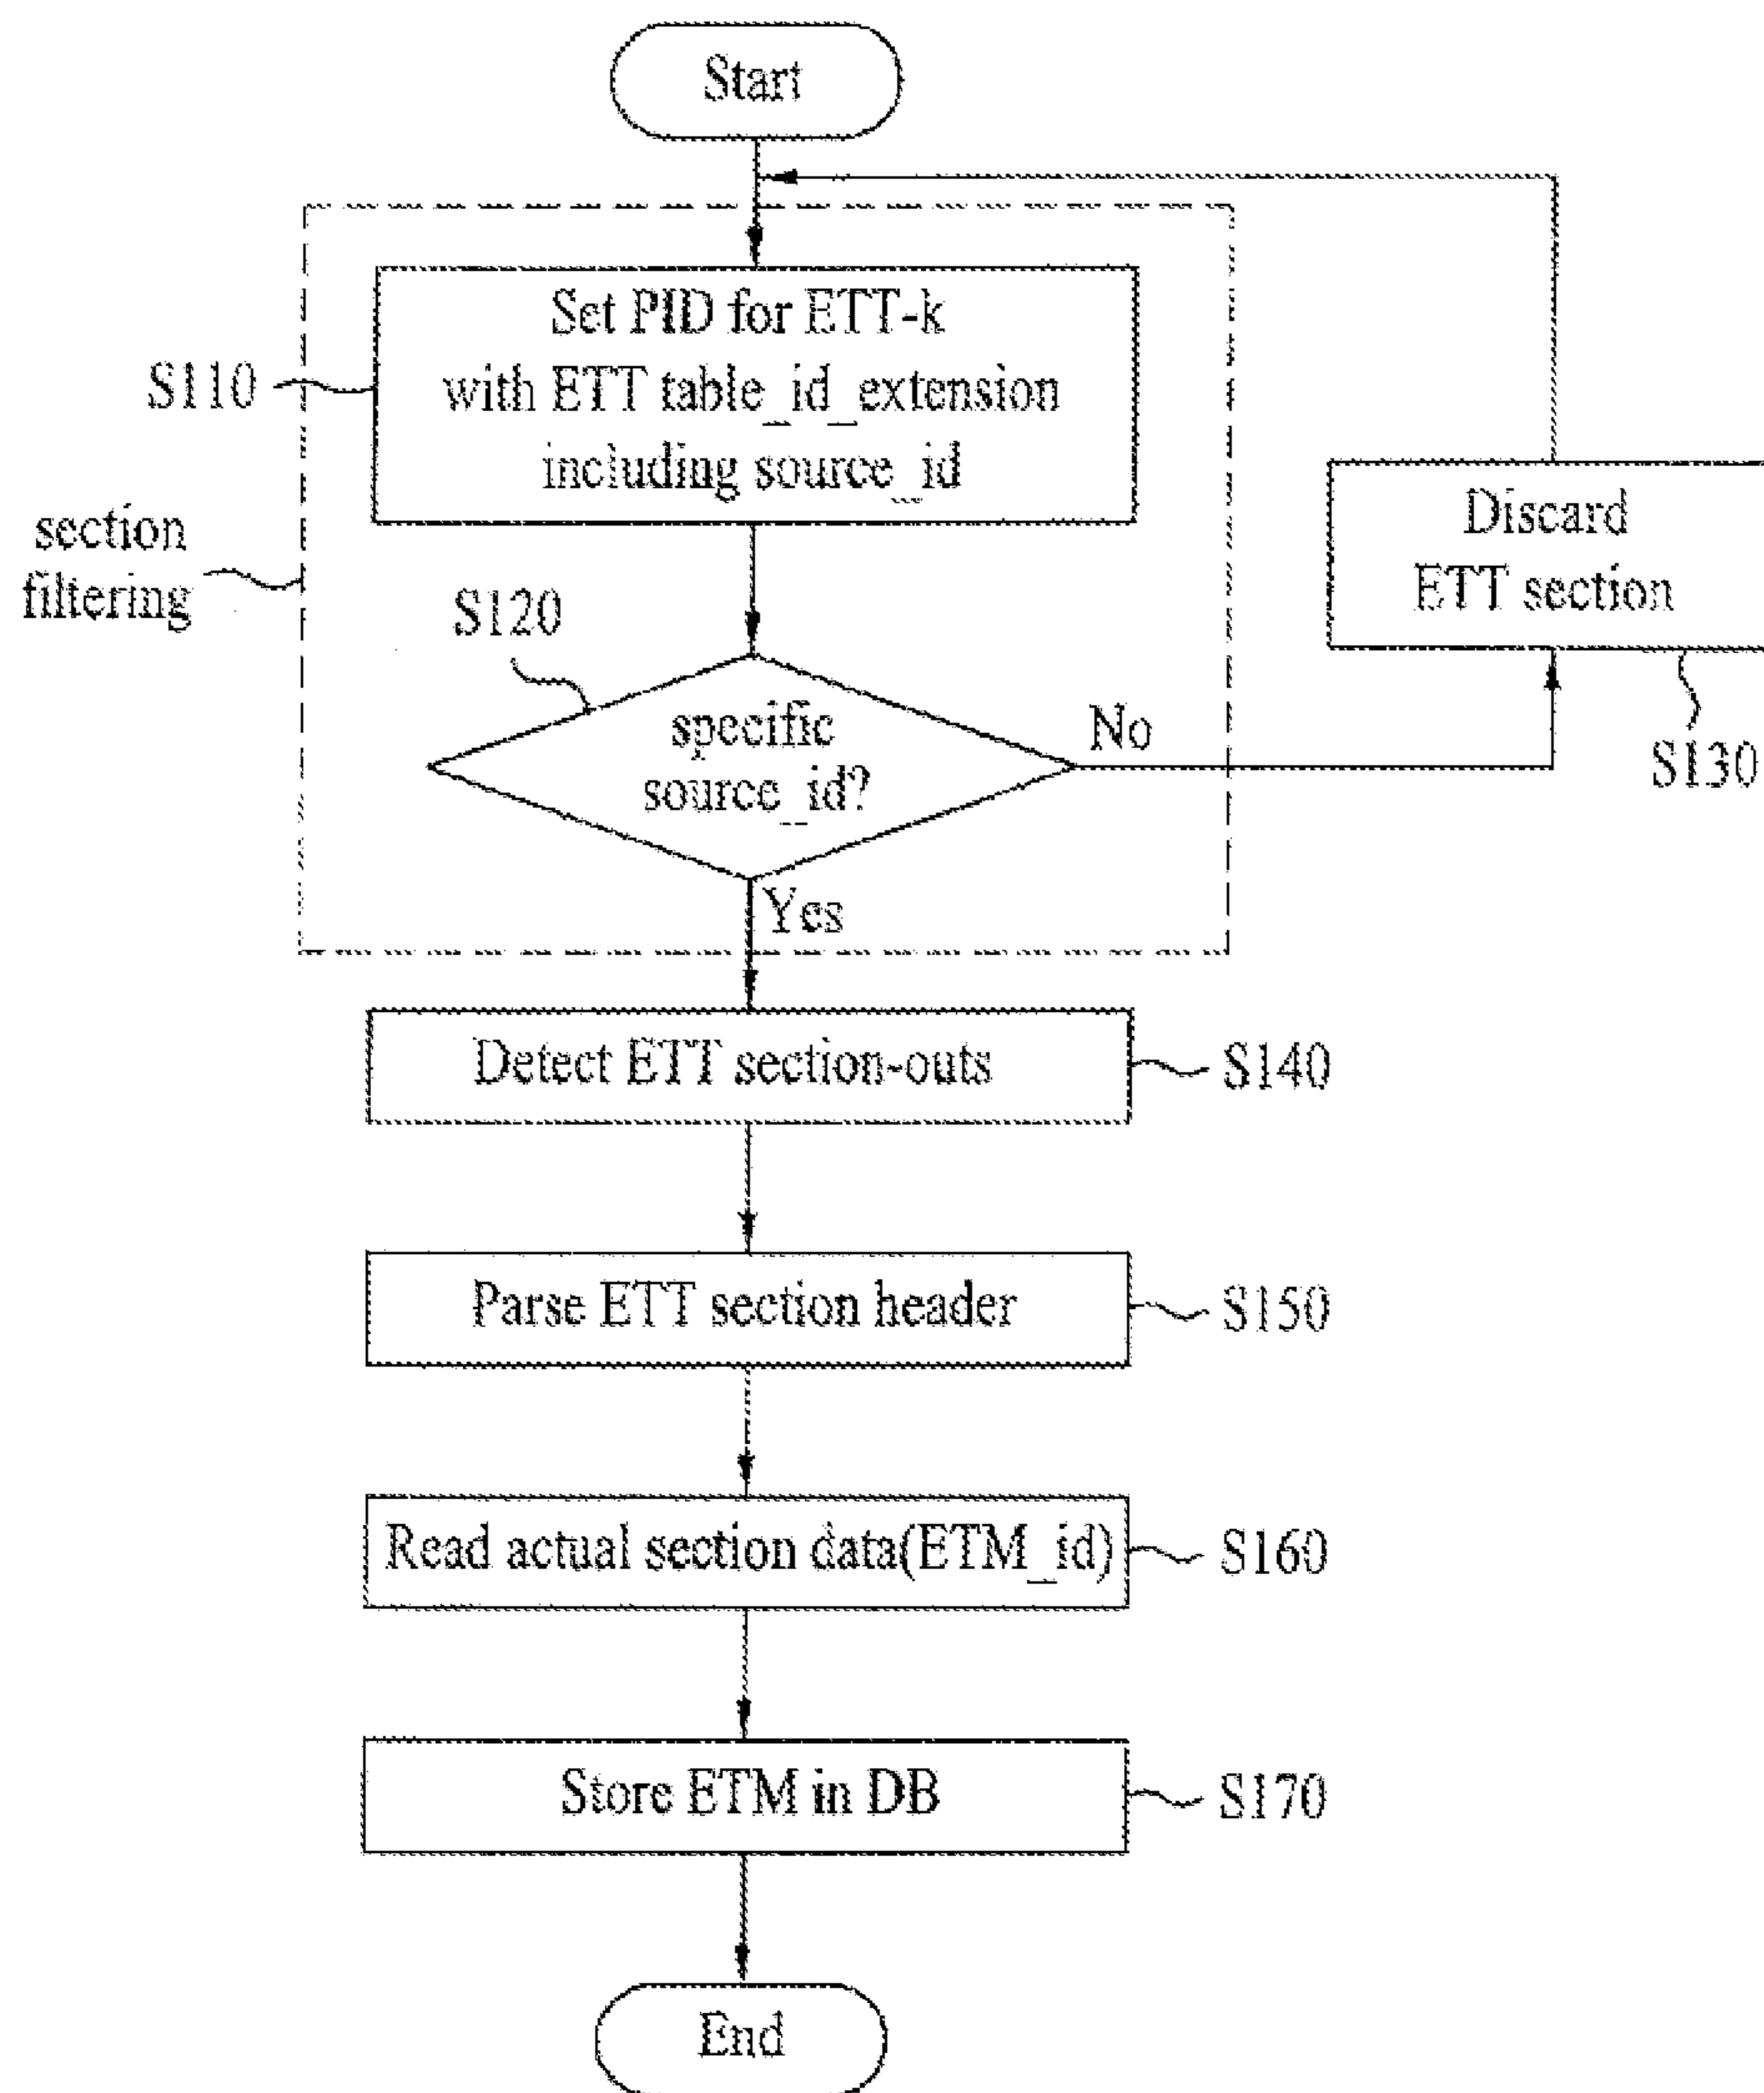 Start
Set PID for ETT-k
with ETT table_id_extension
including source_id
S110
section
filtering
S120
specific
source_id?
No
Yes
Discard
ETT section
S130
Detect ETT section-outs
S140
Parse ETT section header
S150
Read actual section data(ETM_id)
S160
Store ETM in DB
S170
End